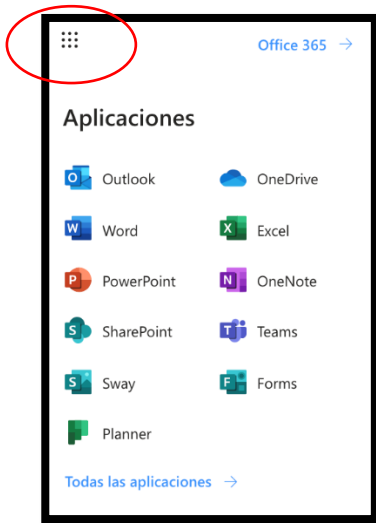 Office 365 →
Aplicaciones
Outlook OneDrive
Word Excel
PowerPoint OneNote
SharePoint Teams
Sway Forms
Planner
Todas las aplicaciones →